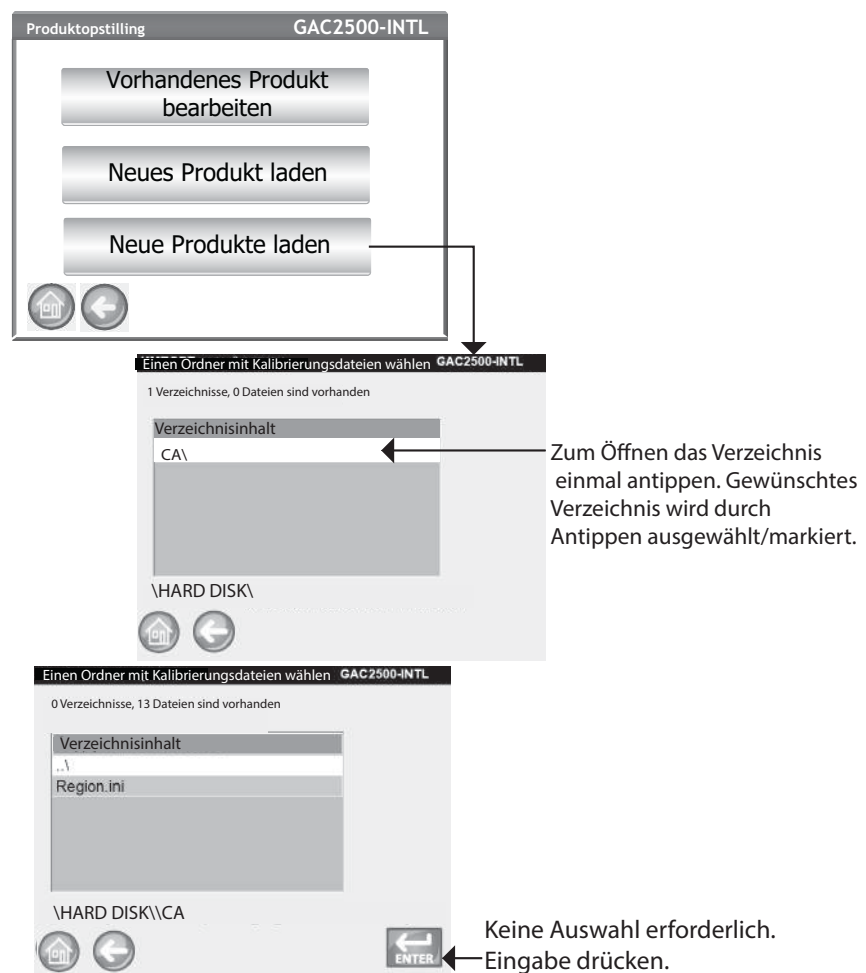 Produktopstilling GAC2500-INTL
Vorhandenes Produkt
bearbeiten
Neues Produkt laden
Neue Produkte laden
Einen Ordner mit Kalibrierungsdateien wählen GAC2500-INTL
1 Verzeichnisse, 0 Dateien sind vorhanden
Verzeichnisinhalt
CA\
Zum Öffnen das Verzeichnis
einmal antippen. Gewünschtes
Verzeichnis wird durch
Antippen ausgewählt/markiert.
\HARD DISK\
Einen Ordner mit Kalibrierungsdateien wählen GAC2500-INTL
0 Verzeichnisse, 13 Dateien sind vorhanden
Verzeichnisinhalt
..\
Region.ini
\HARD DISK\\CA
ENTER
Keine Auswahl erforderlich.
Eingabe drücken.